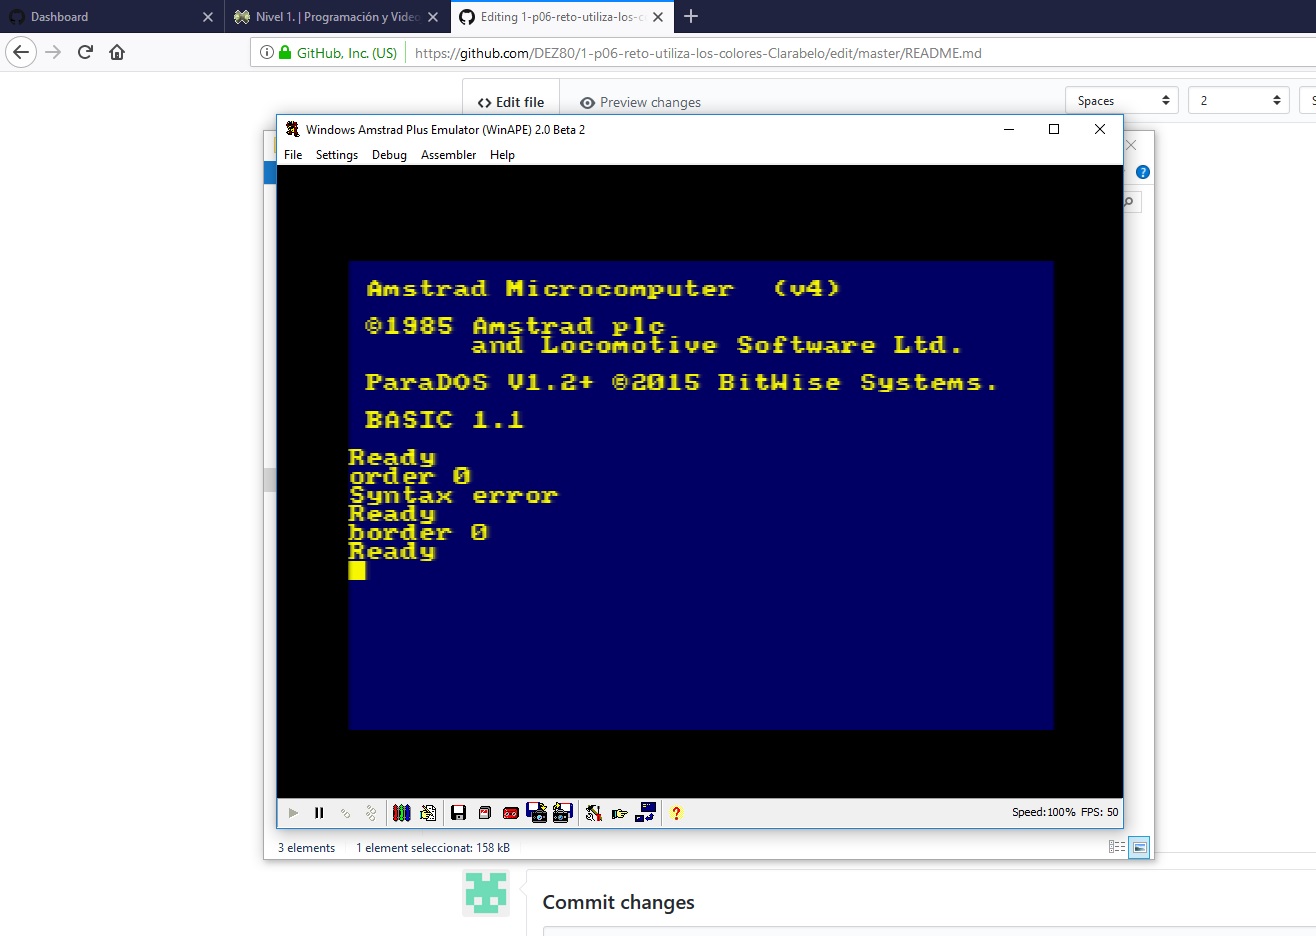 Dashboard
Nivel 1. | Programación y Video
Editing 1-p06-reto-utiliza-los-c
GitHub, Inc. (US)
https://github.com/DEZ80/1-p06-reto-utiliza-los-colores-Clarabelo/edit/master/README.md
<> Edit file
Preview changes
Spaces
2
S
Windows Amstrad Plus Emulator (WinAPE) 2.0 Beta 2
File Settings Debug Assembler Help
Amstrad Microcomputer (v4)
©1985 Amstrad plc
and Locomotive Software Ltd.
ParaDOS V1.2+ ©2015 BitWise Systems.
BASIC 1.1
Ready
order 0
Syntax error
Ready
border 0
Ready
Speed:100% FPS: 50
3 elements 1 element seleccionat: 158 kB
Commit changes